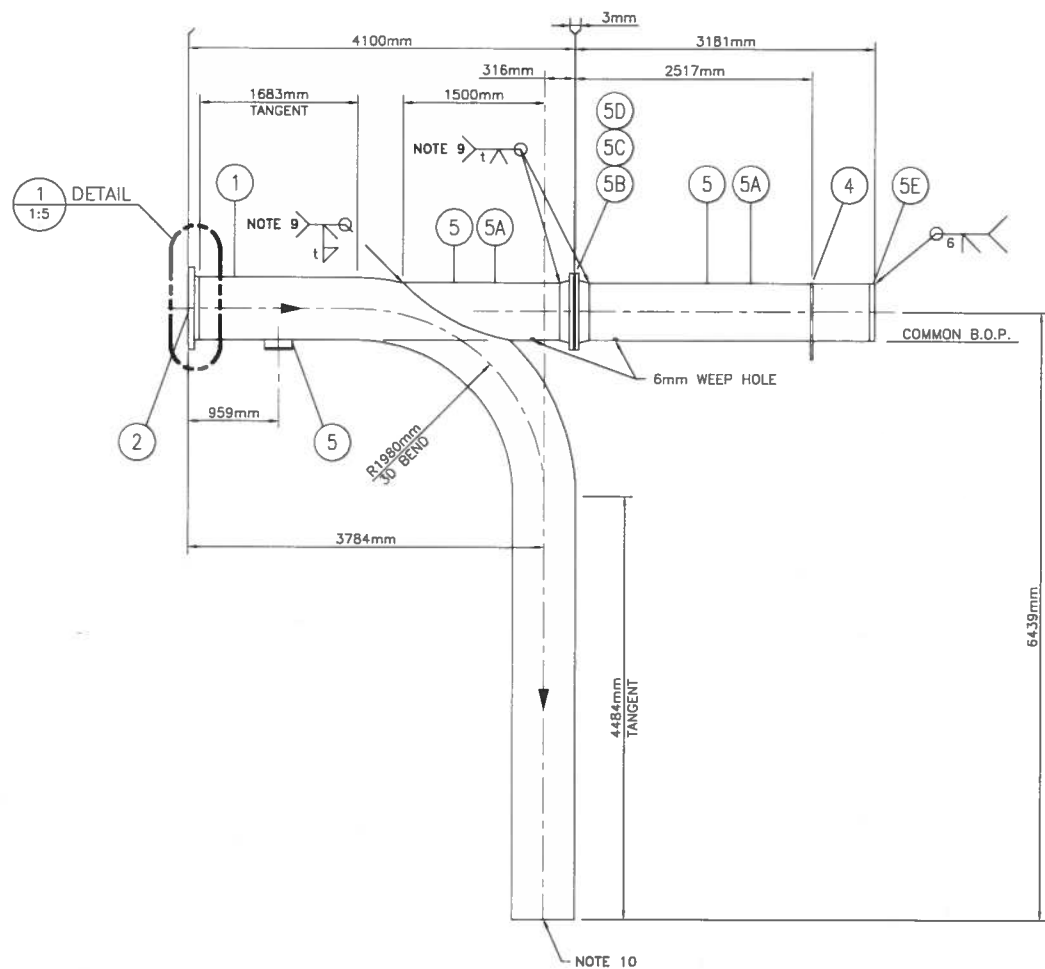 3mm
4100mm
3181mm
316mm
2517mm
1683mm
TANGENT
1500mm
5D
5C
5B
NOTE 9
t
1
DETAIL
1:5
1
NOTE 9
t
5
5A
5
5A
4
5E
6
COMMON B.O.P.
6mm WEEP HOLE
959mm
2
5
R1980mm
3D BEND
3784mm
6439mm
4484mm
TANGENT
NOTE 10